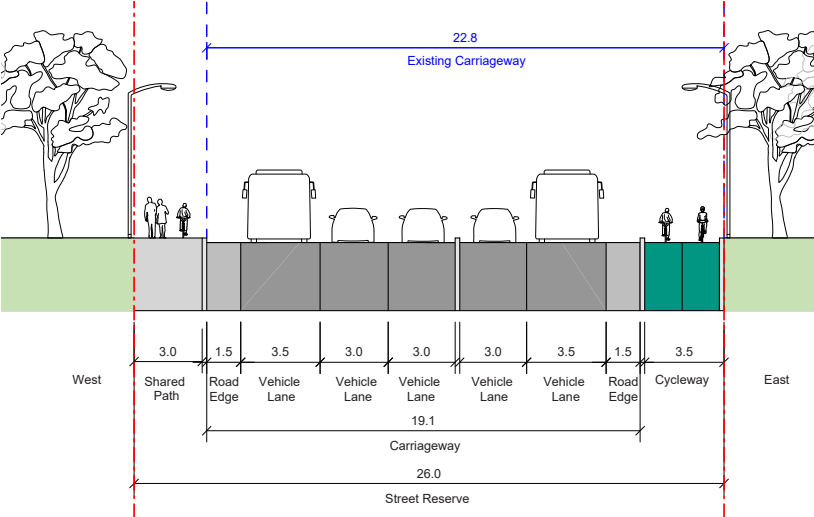 22.8
Existing Carriageway
3.0 1.5 3.5 3.0 3.0 3.0 3.5 1.5 3.5
West Shared Path Road Edge Vehicle Lane Vehicle Lane Vehicle Lane Vehicle Lane Vehicle Lane Road Edge Cycleway East
19.1
Carriageway
26.0
Street Reserve